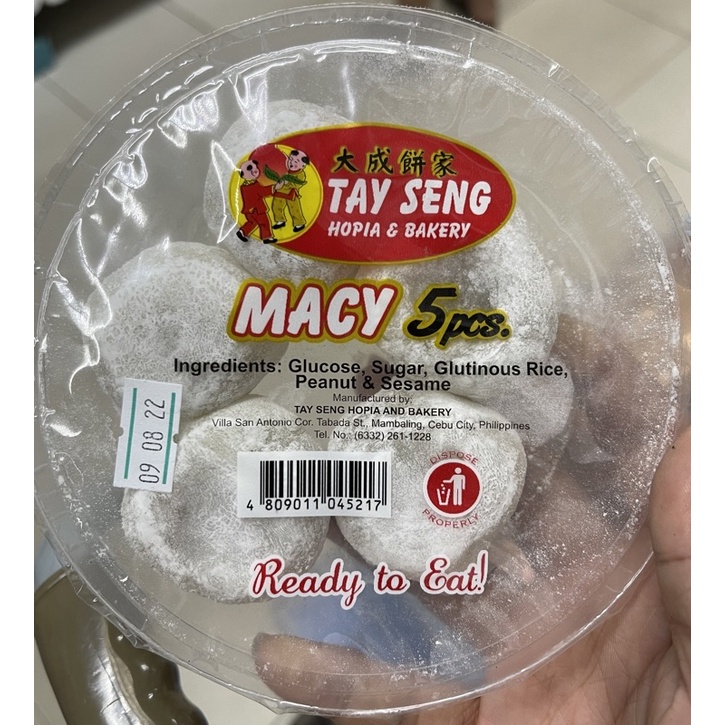 大成餅家
TAY SENG
HOPIA & BAKERY
MACY 5pcs.
Ingredients: Glucose, Sugar, Glutinous Rice,
Peanut & Sesame
Manufactured by:
TAY SENG HOPIA AND BAKERY
Villa San Antonio Cor. Tabada St., Mambaling, Cebu City, Philippines
Tel. No.: (6332) 261-1228
09 08 22
4 809011 045217
DISPOSE
PROPERLY
Ready to Eat!